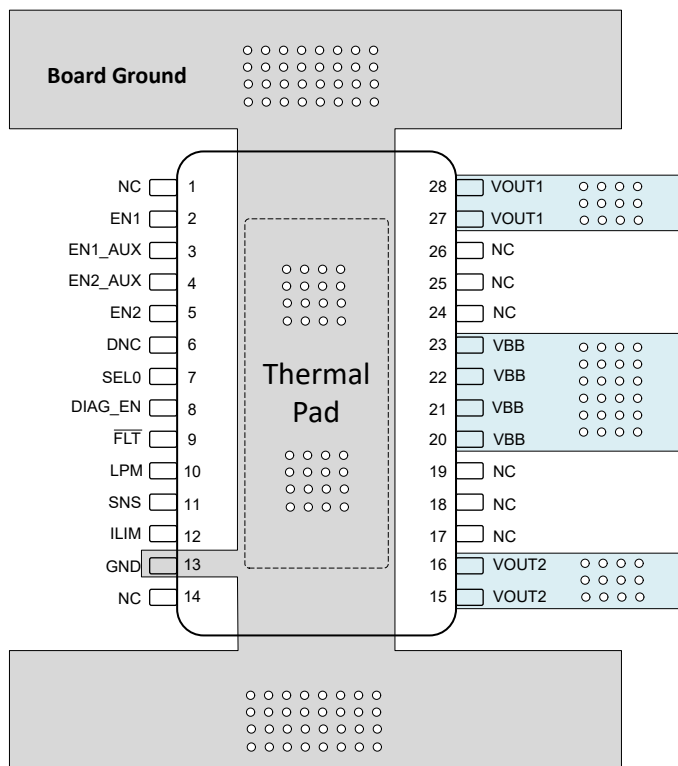 Board Ground
NC 1
EN1 2
EN1_AUX 3
EN2_AUX 4
EN2 5
DNC 6
SEL0 7
DIAG_EN 8
FLT 9
LPM 10
SNS 11
ILIM 12
GND 13
NC 14
Thermal
Pad
28 VOUT1
27 VOUT1
26 NC
25 NC
24 NC
23 VBB
22 VBB
21 VBB
20 VBB
19 NC
18 NC
17 NC
16 VOUT2
15 VOUT2